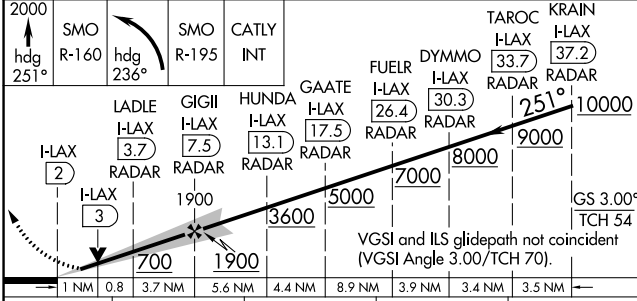 2000
hdg
251°
SMO
R-160
hdg
236°
SMO
R-195
CATLY
INT
KRAIN
I-LAX
37.2
RADAR
TAROC
I-LAX
33.7
RADAR
DYMMO
I-LAX
30.3
RADAR
FUELR
I-LAX
26.4
RADAR
GAATE
I-LAX
17.5
RADAR
HUNDA
I-LAX
13.1
RADAR
GIGII
I-LAX
7.5
RADAR
LADLE
I-LAX
3.7
RADAR
I-LAX
2
I-LAX
3
251°
10000
9000
8000
7000
5000
3600
1900
1900
700
GS 3.00°
TCH 54
VGSI and ILS glidepath not coincident
(VGSI Angle 3.00/TCH 70).
1 NM
0.8
3.7 NM
5.6 NM
4.4 NM
8.9 NM
3.9 NM
3.4 NM
3.5 NM